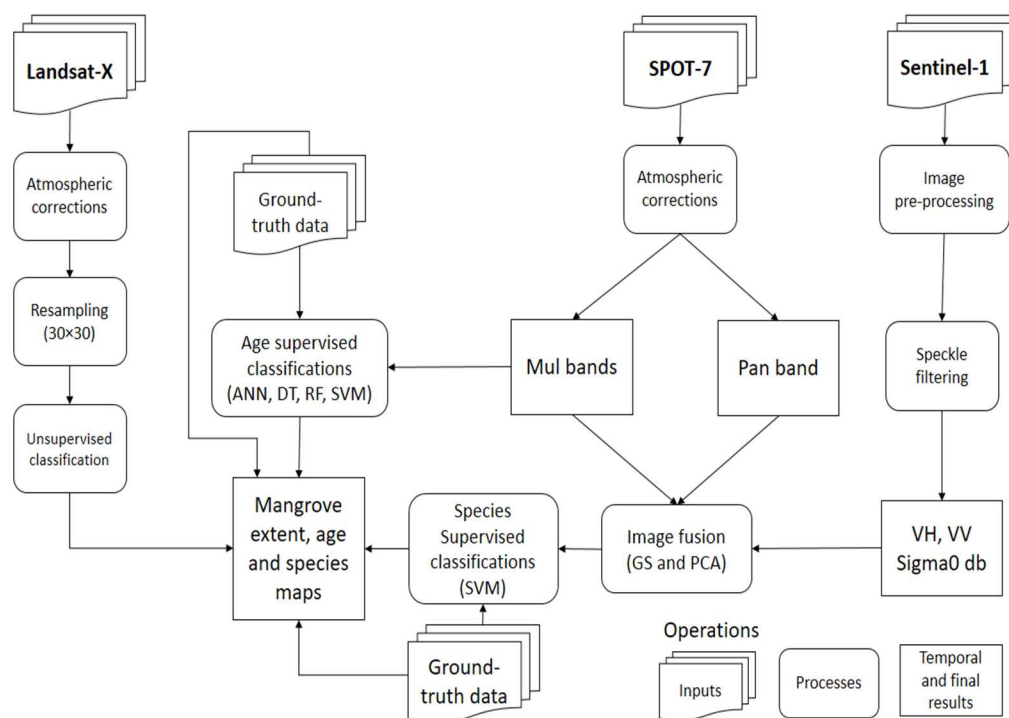 Landsat-X
SPOT-7
Sentinel-1
Atmospheric
corrections
Ground-
truth data
Atmospheric
corrections
Image
pre-processing
Resampling
(30×30)
Age supervised
classifications
(ANN, DT, RF, SVM)
Mul bands
Pan band
Speckle
filtering
Unsupervised
classification
Mangrove
extent, age
and species
maps
Species
Supervised
classifications
(SVM)
Image fusion
(GS and PCA)
VH, VV
Sigma0 db
Ground-
truth data
Operations
Inputs
Processes
Temporal
and final
results